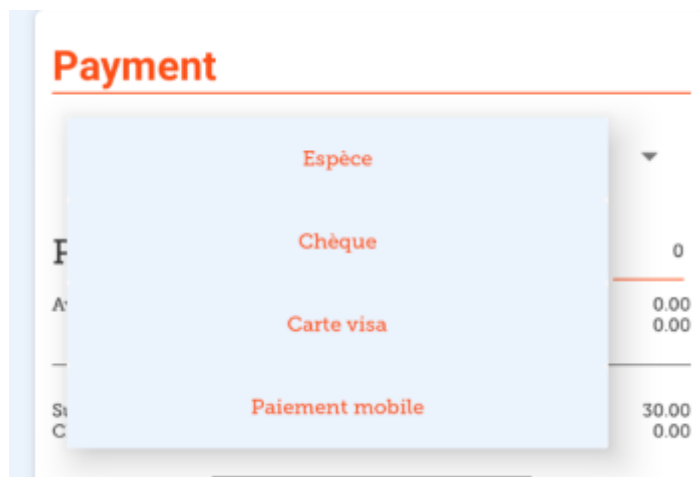 Payment
Espèce
Chèque
0
0.00
Carte visa
0.00
Paiement mobile
30.00
0.00